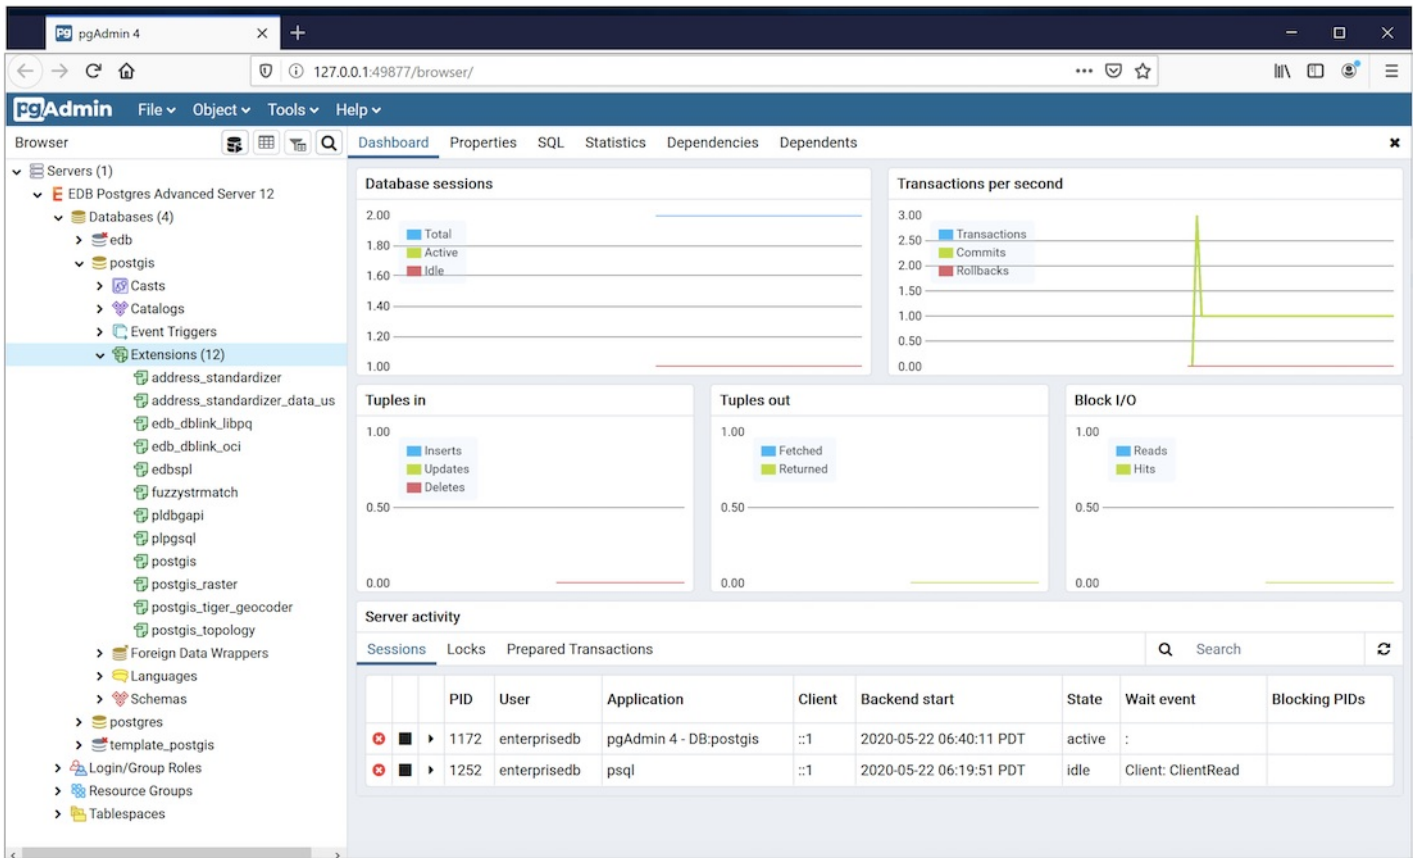 pgAdmin 4
127.0.0.1:49877/browser/
pgAdmin File Object Tools Help
Browser
Dashboard Properties SQL Statistics Dependencies Dependents
Servers (1)
EDB Postgres Advanced Server 12
Databases (4)
edb
postgis
Casts
Catalogs
Event Triggers
Extensions (12)
address_standardizer
address_standardizer_data_us
edb_dblink_libpq
edb_dblink_oci
edbspl
fuzzystrmatch
pldbgapi
plpgsql
postgis
postgis_raster
postgis_tiger_geocoder
postgis_topology
Foreign Data Wrappers
Languages
Schemas
postgres
template_postgis
Login/Group Roles
Resource Groups
Tablespaces
Database sessions
2.00
1.80
1.60
1.40
1.20
1.00
Total
Active
Idle
Transactions per second
3.00
2.50
2.00
1.50
1.00
0.50
0.00
Transactions
Commits
Rollbacks
Tuples in
1.00
0.50
0.00
Inserts
Updates
Deletes
Tuples out
1.00
0.50
0.00
Fetched
Returned
Block I/O
1.00
0.50
0.00
Reads
Hits
Server activity
Sessions Locks Prepared Transactions Search
PID User Application Client Backend start State Wait event Blocking PIDs
1172 enterprisedb pgAdmin 4 - DB:postgis ::1 2020-05-22 06:40:11 PDT active :
1252 enterprisedb psql ::1 2020-05-22 06:19:51 PDT idle Client: ClientRead